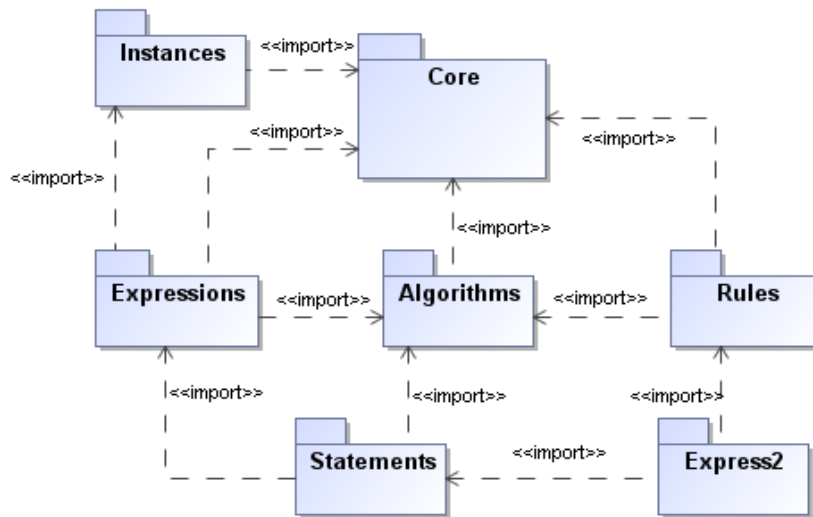 Instances
<<import>>
Core
<<import>>
<<import>>
<<import>>
<<import>>
Expressions
<<import>>
Algorithms
<<import>>
Rules
<<import>>
<<import>>
<<import>>
Statements
<<import>>
Express2